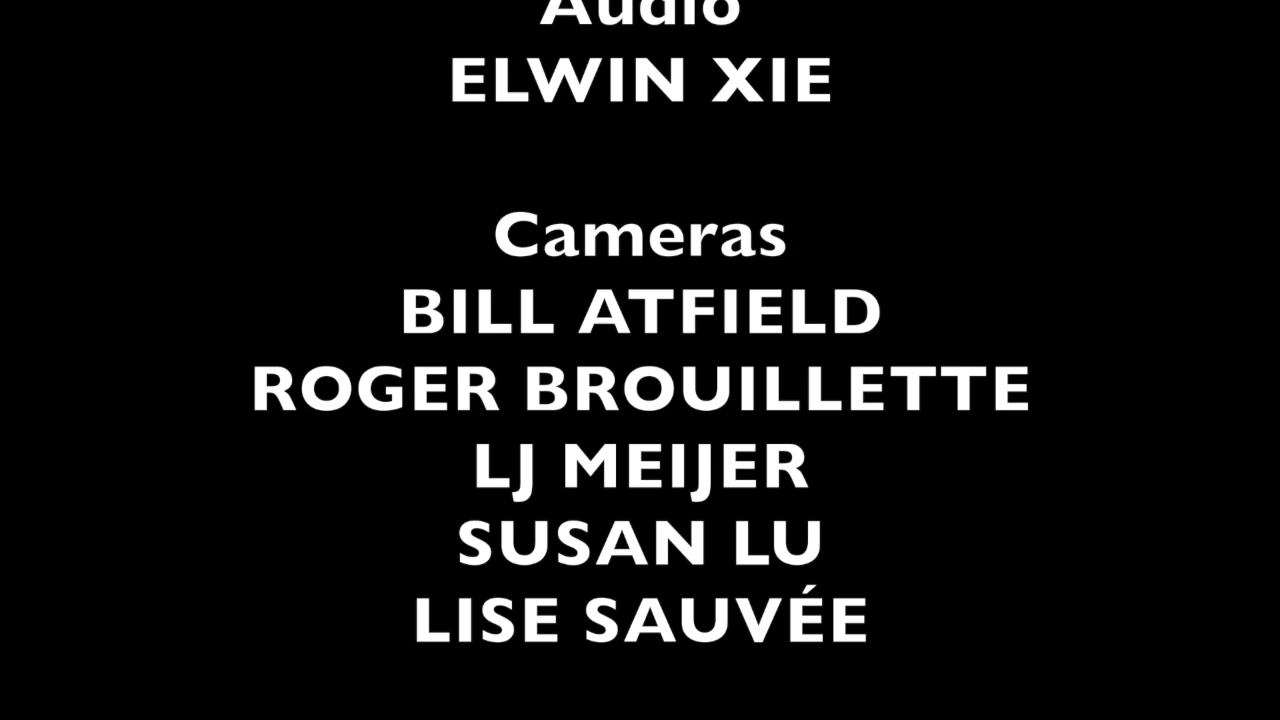 Audio
ELWIN XIE
Cameras
BILL ATFIELD
ROGER BROUILLETTE
LJ MEIJER
SUSAN LU
LISE SAUVÉE